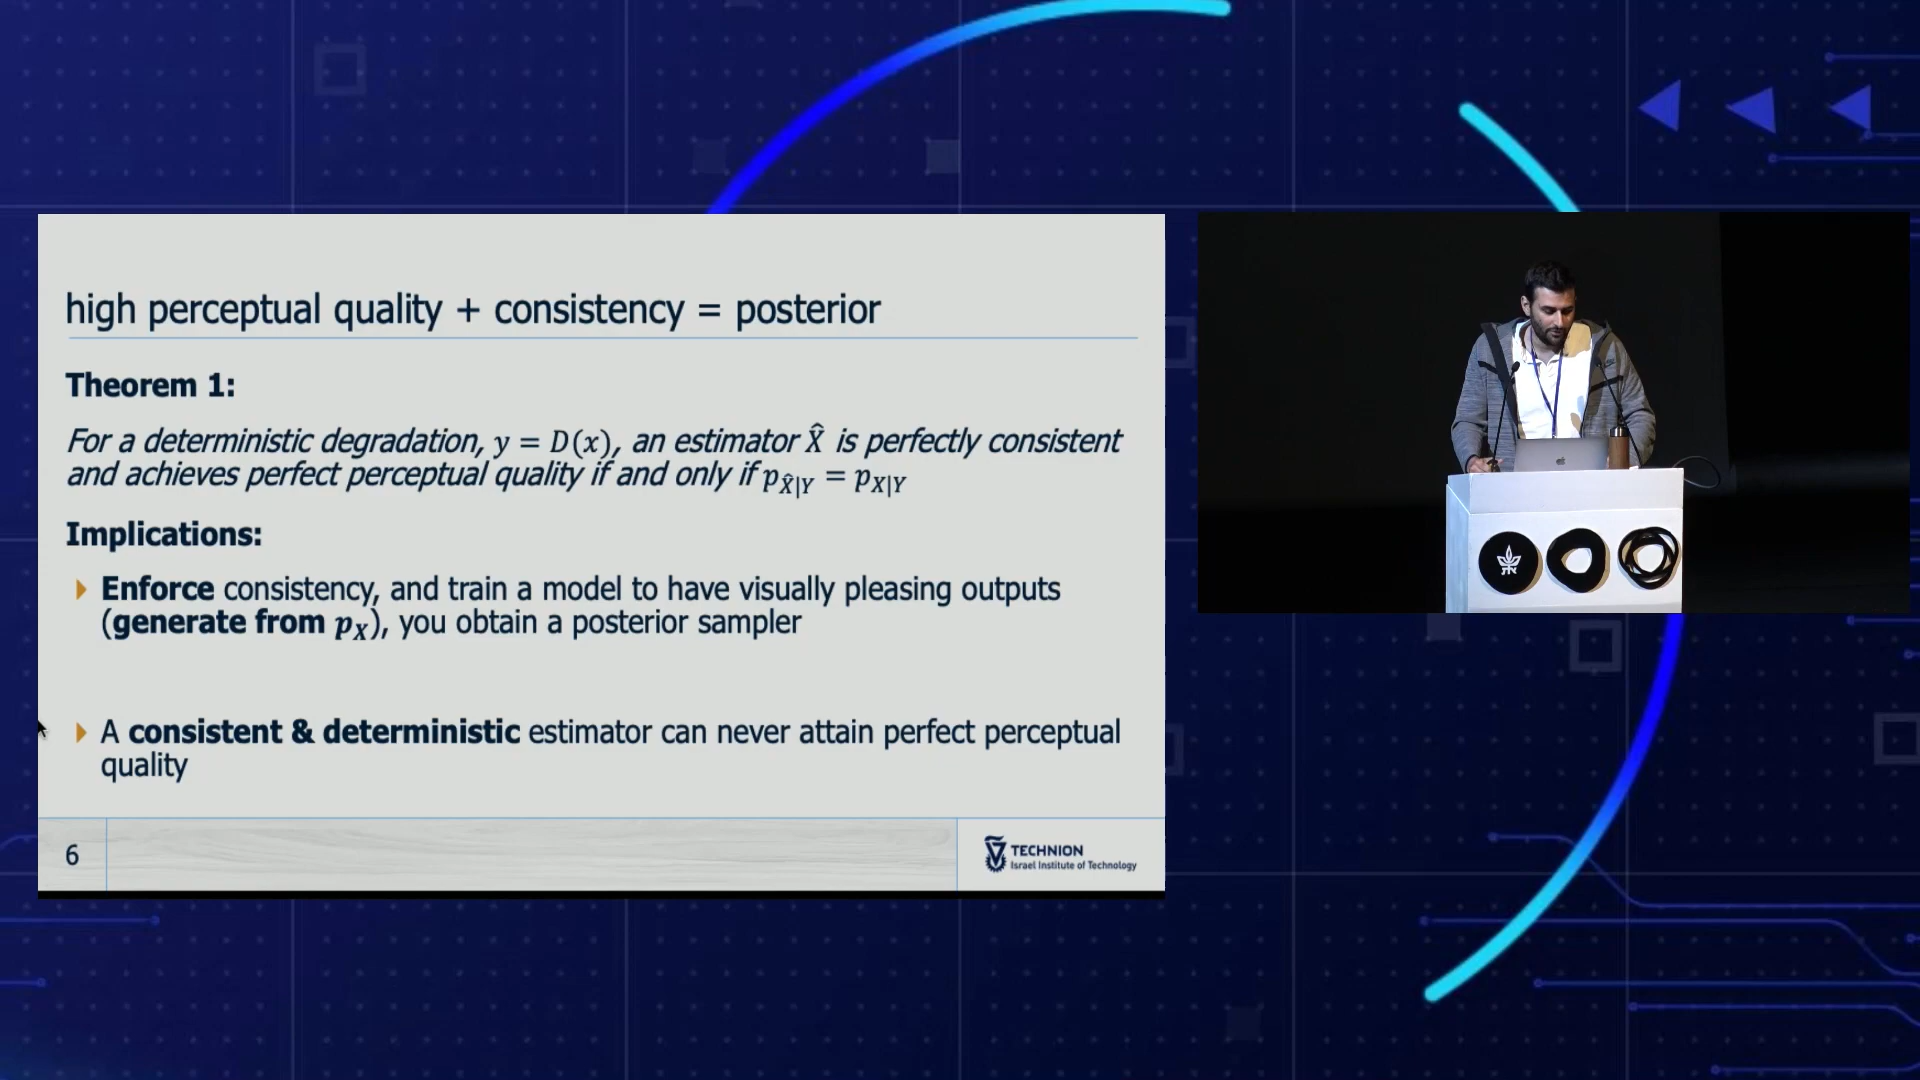 high perceptual quality + consistency = posterior
Theorem 1:
For a deterministic degradation, y = D(x), an estimator X̂ is perfectly consistent
and achieves perfect perceptual quality if and only if p_{X̂|Y} = p_{X|Y}
Implications:
Enforce consistency, and train a model to have visually pleasing outputs
(generate from p_X), you obtain a posterior sampler
A consistent & deterministic estimator can never attain perfect perceptual
quality
6
TECHNION
Israel Institute of Technology